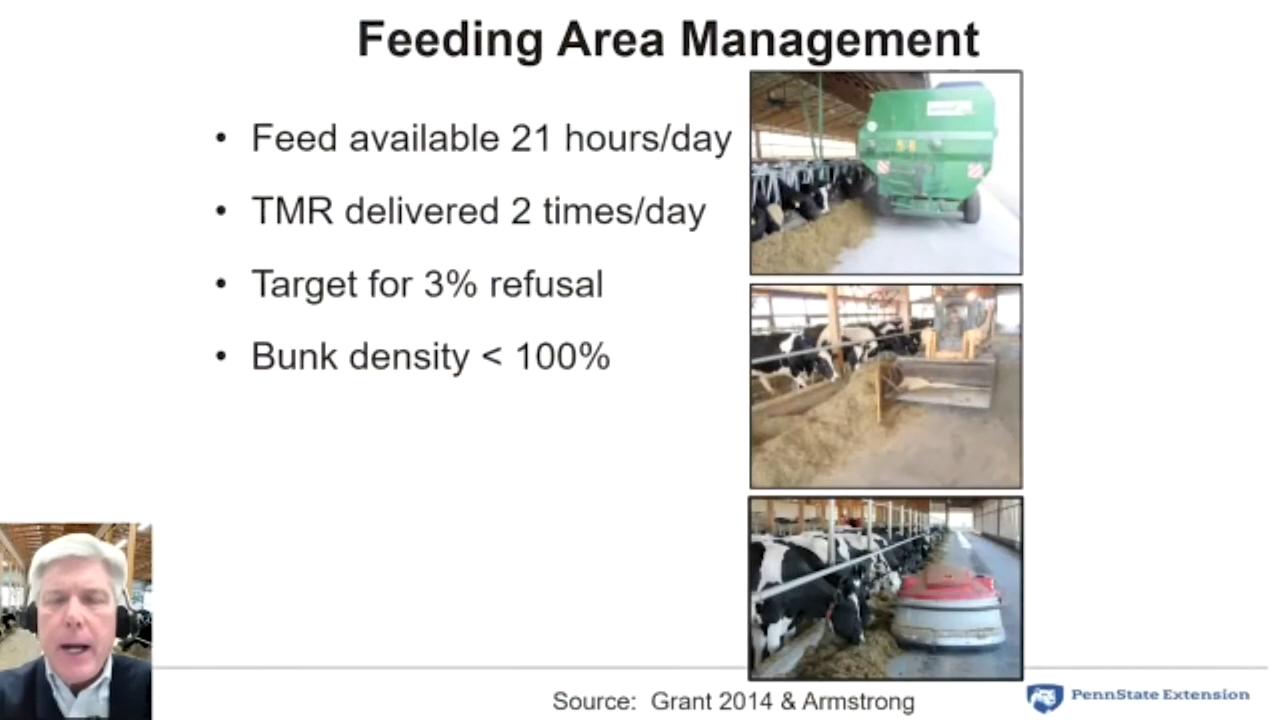 Feeding Area Management
• Feed available 21 hours/day
• TMR delivered 2 times/day
• Target for 3% refusal
• Bunk density < 100%
Source: Grant 2014 & Armstrong
PennState Extension